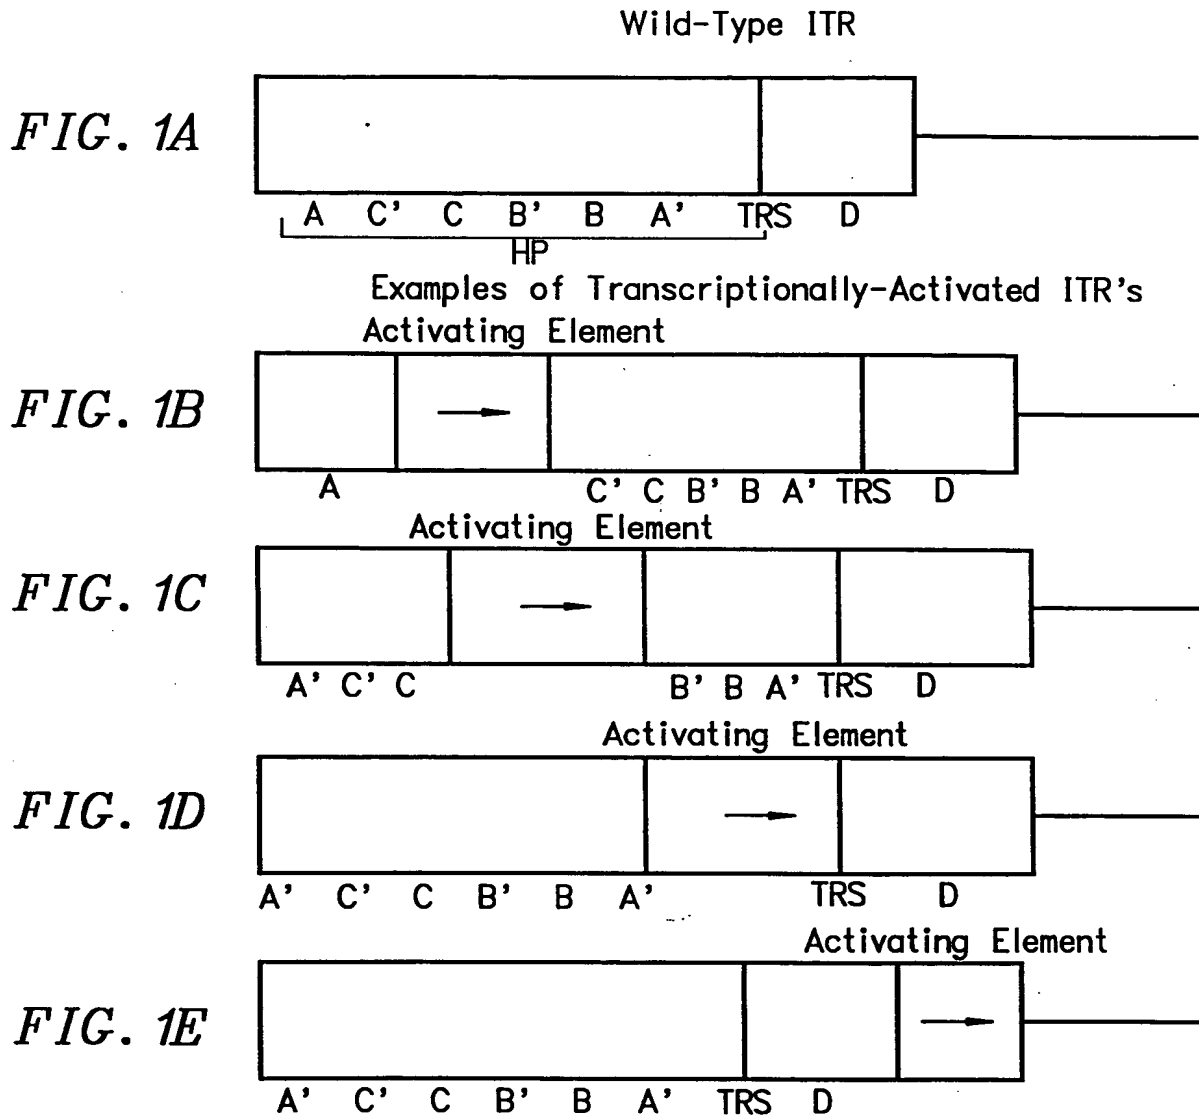 Wild-Type ITR
FIG. 1A
A C' C B' B A' TRS D
HP
Examples of Transcriptionally-Activated ITR's
Activating Element
FIG. 1B
A C' C B' B A' TRS D
Activating Element
FIG. 1C
A' C' C B' B A' TRS D
Activating Element
FIG. 1D
A' C' C B' B A' TRS D
Activating Element
FIG. 1E
A' C' C B' B A' TRS D